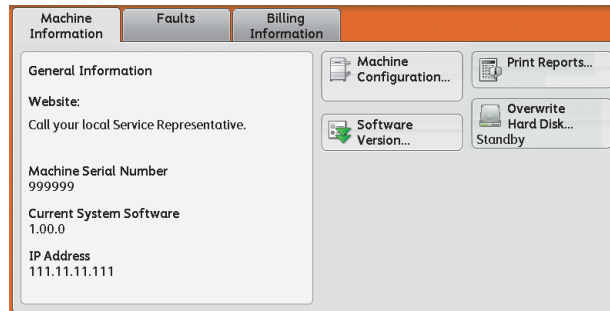 Machine
Information
Faults
Billing
Information
General Information
Website:
Call your local Service Representative.
Machine Serial Number
999999
Current System Software
1.00.0
IP Address
111.11.11.111
Machine
Configuration...
Software
Version...
Print Reports...
Overwrite
Hard Disk...
Standby